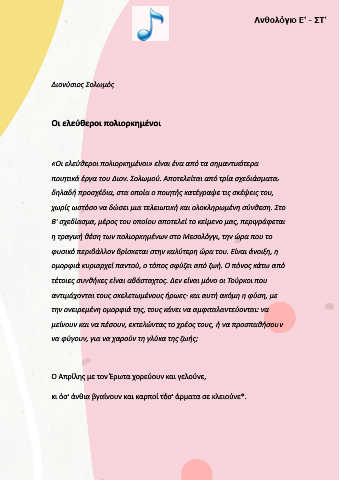 Ανθολόγιο Ε' - ΣΤ'
Διονύσιος Σολωμός
Οι ελεύθεροι πολιορκημένοι
«Οι ελεύθεροι πολιορκημένοι» είναι ένα από τα σημαντικότερα
ποιητικά έργα του Διον. Σολωμού. Αποτελείται από τρία σχεδιάσματα,
δηλαδή προσχέδια, στα οποία ο ποιητής κατέγραψε τις σκέψεις του,
χωρίς ωστόσο να δώσει μια τελειωτική και ολοκληρωμένη σύνθεση. Στο
Β' σχεδίασμα, μέρος του οποίου αποτελεί το κείμενο μας, περιγράφεται
η τραγική θέση των πολιορκημένων στο Μεσολόγγι, την ώρα που το
φυσικό περιβάλλον βρίσκεται στην καλύτερη ώρα του. Είναι άνοιξη, η
ομορφιά κυριαρχεί παντού, ο τόπος σφύζει από ζωή. Ο πόνος κάτω από
τέτοιες συνθήκες είναι αβάσταχτος. Δεν είναι μόνο οι Τούρκοι που
αντιμάχονται τους σκελετωμένους ήρωες· και αυτή ακόμη η φύση, με
την ονειρεμένη ομορφιά της, τους κάνει να αμφιταλαντεύονται: να
μείνουν και να πέσουν, εκτελώντας το χρέος τους, ή να προσπαθήσουν
να φύγουν, για να χαρούν τη γλύκα της ζωής;
Ο Απρίλης με τον Έρωτα χορεύουν και γελούνε,
κι όσ' άνθια βγαίνουν και καρποί τόσ' άρματα σε κλειούνε*.